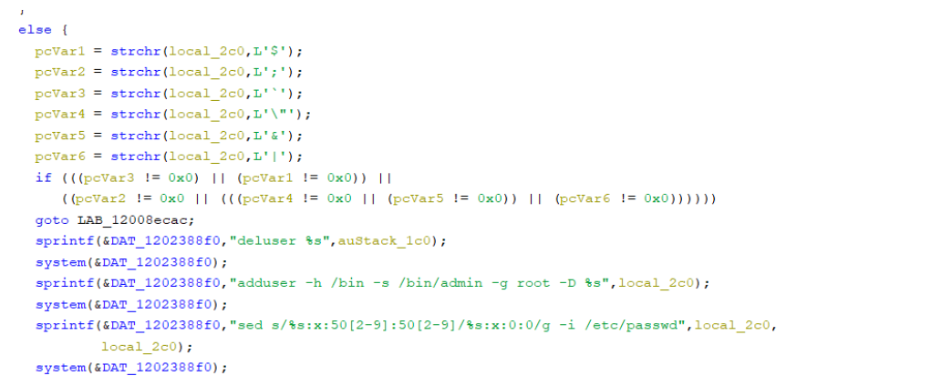 ;
else {
pcVar1 = strchr(local_2c0,L'$');
pcVar2 = strchr(local_2c0,L';');
pcVar3 = strchr(local_2c0,L'`');
pcVar4 = strchr(local_2c0,L'\"');
pcVar5 = strchr(local_2c0,L'&');
pcVar6 = strchr(local_2c0,L'|');
if (((pcVar3 != 0x0) || (pcVar1 != 0x0)) ||
((pcVar2 != 0x0 || (((pcVar4 != 0x0 || (pcVar5 != 0x0)) || (pcVar6 != 0x0))))))
goto LAB_12008ecac;
sprintf(&DAT_1202388f0,"deluser %s",auStack_1c0);
system(&DAT_1202388f0);
sprintf(&DAT_1202388f0,"adduser -h /bin -s /bin/admin -g root -D %s",local_2c0);
system(&DAT_1202388f0);
sprintf(&DAT_1202388f0,"sed s/%s:x:50[2-9]:50[2-9]/%s:x:0:0/g -i /etc/passwd",local_2c0,
local_2c0);
system(&DAT_1202388f0);